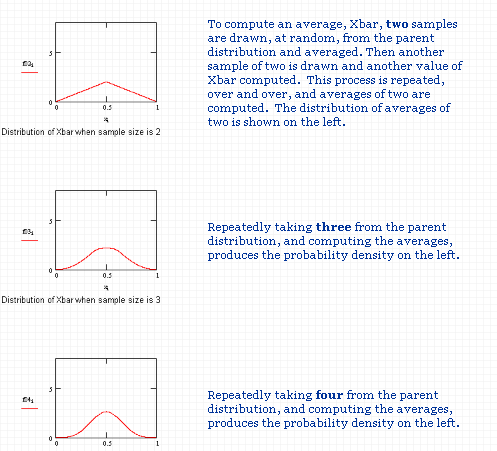 To compute an average, Xbar, two samples
are drawn, at random, from the parent
distribution and averaged. Then another
sample of two is drawn and another value of
Xbar computed. This process is repeated,
over and over, and averages of two are
computed. The distribution of averages of
two is shown on the left.
3
0
0
0.5
1
Distribution of Xbar when sample size is 2
Repeatedly taking three from the parent
distribution, and computing the averages,
produces the probability density on the left.
3
0
0
0.5
1
Distribution of Xbar when sample size is 3
Repeatedly taking four from the parent
distribution, and computing the averages,
produces the probability density on the left.
3
0
0
0.5
1